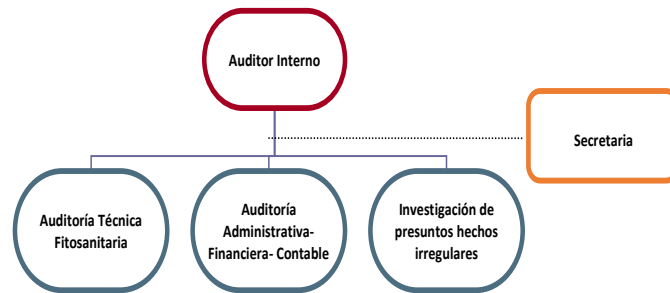 Auditor Interno
Secretaria
Auditoría Técnica
Fitosanitaria
Auditoría
Administrativa-
Financiera- Contable
Investigación de
presuntos hechos
irregulares